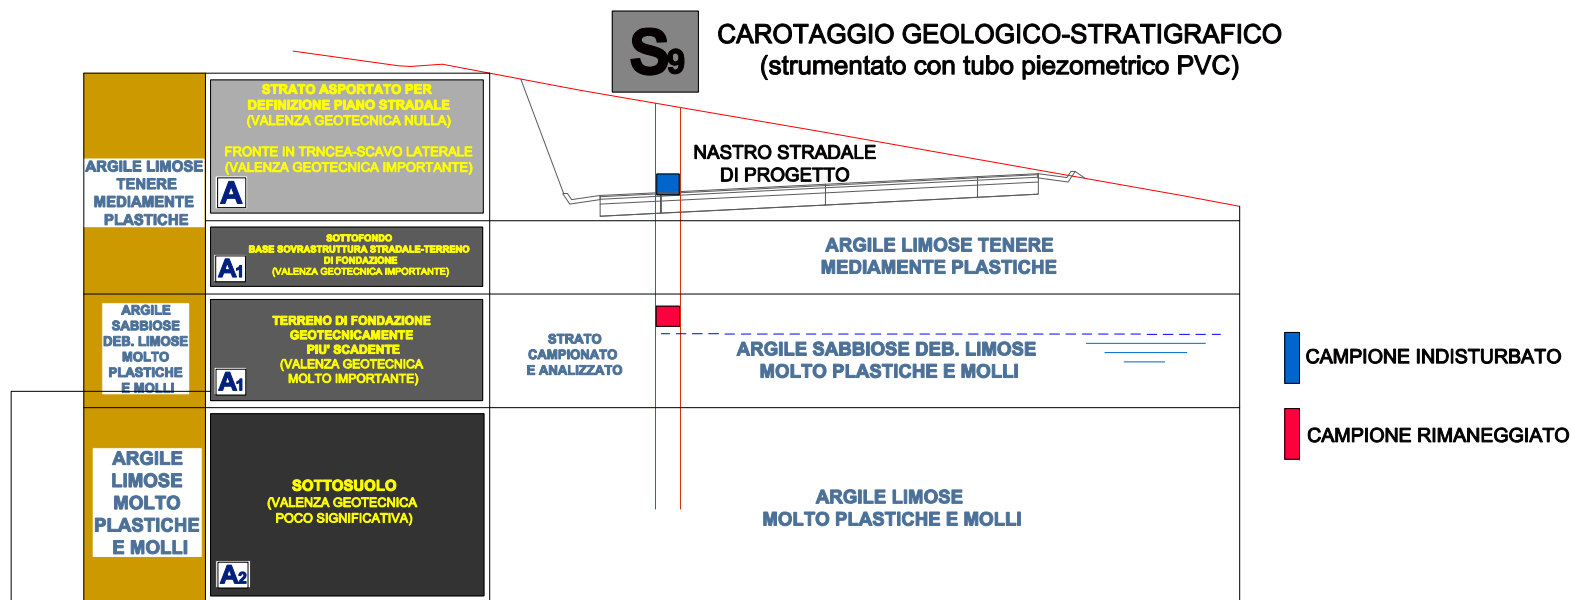 S9
CAROTAGGIO GEOLOGICO-STRATIGRAFICO
(strumentato con tubo piezometrico PVC)
ARGILE LIMOSE
TENERE
MEDIAMENTE
PLASTICHE
STRATO ASPORTATO PER
DEFINIZIONE PIANO STRADALE
(VALENZA GEOTECNICA NULLA)
FRONTE IN TRNCEA-SCAVO LATERALE
(VALENZA GEOTECNICA IMPORTANTE)
A
NASTRO STRADALE
DI PROGETTO
SOTTOFONDO
BASE SOVRASTRUTTURA STRADALE-TERRENO
DI FONDAZIONE
(VALENZA GEOTECNICA IMPORTANTE)
A1
ARGILE LIMOSE TENERE
MEDIAMENTE PLASTICHE
ARGILE
SABBIOSE
DEB. LIMOSE
MOLTO
PLASTICHE
E MOLLI
TERRENO DI FONDAZIONE
GEOTECNICAMENTE
PIU' SCADENTE
(VALENZA GEOTECNICA
MOLTO IMPORTANTE)
A1
STRATO
CAMPIONATO
E ANALIZZATO
ARGILE SABBIOSE DEB. LIMOSE
MOLTO PLASTICHE E MOLLI
CAMPIONE INDISTURBATO
CAMPIONE RIMANEGGIATO
ARGILE
LIMOSE
MOLTO
PLASTICHE
E MOLLI
SOTTOSUOLO
(VALENZA GEOTECNICA
POCO SIGNIFICATIVA)
A2
ARGILE LIMOSE
MOLTO PLASTICHE E MOLLI